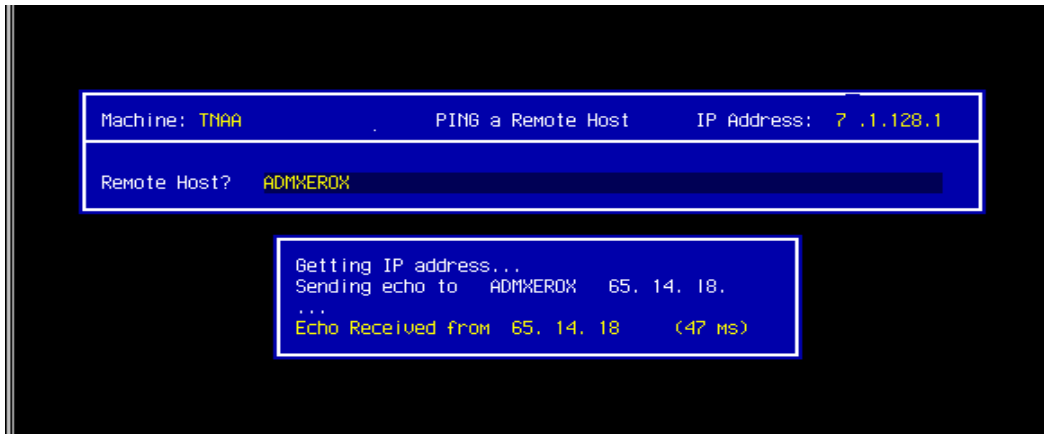 Machine: TNAA PING a Remote Host IP Address: 7 .1.128.1
Remote Host? ADMXEROX
Getting IP address...
Sending echo to ADMXEROX 65. 14. 18.
...
Echo Received from 65. 14. 18 (47 ms)